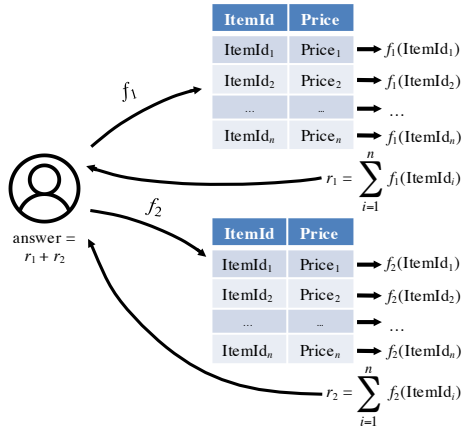 ItemId Price
ItemId₁ Price₁ f₁(ItemId₁)
f₁
ItemId₂ Price₂ f₁(ItemId₂)
... ... ...
ItemIdₙ Priceₙ f₁(ItemIdₙ)
r₁ = ∑ⁿᵢ₌₁ f₁(ItemIdᵢ)
f₂
ItemId Price
answer =
r₁ + r₂
ItemId₁ Price₁ f₂(ItemId₁)
ItemId₂ Price₂ f₂(ItemId₂)
... ... ...
ItemIdₙ Priceₙ f₂(ItemIdₙ)
r₂ = ∑ⁿᵢ₌₁ f₂(ItemIdᵢ)